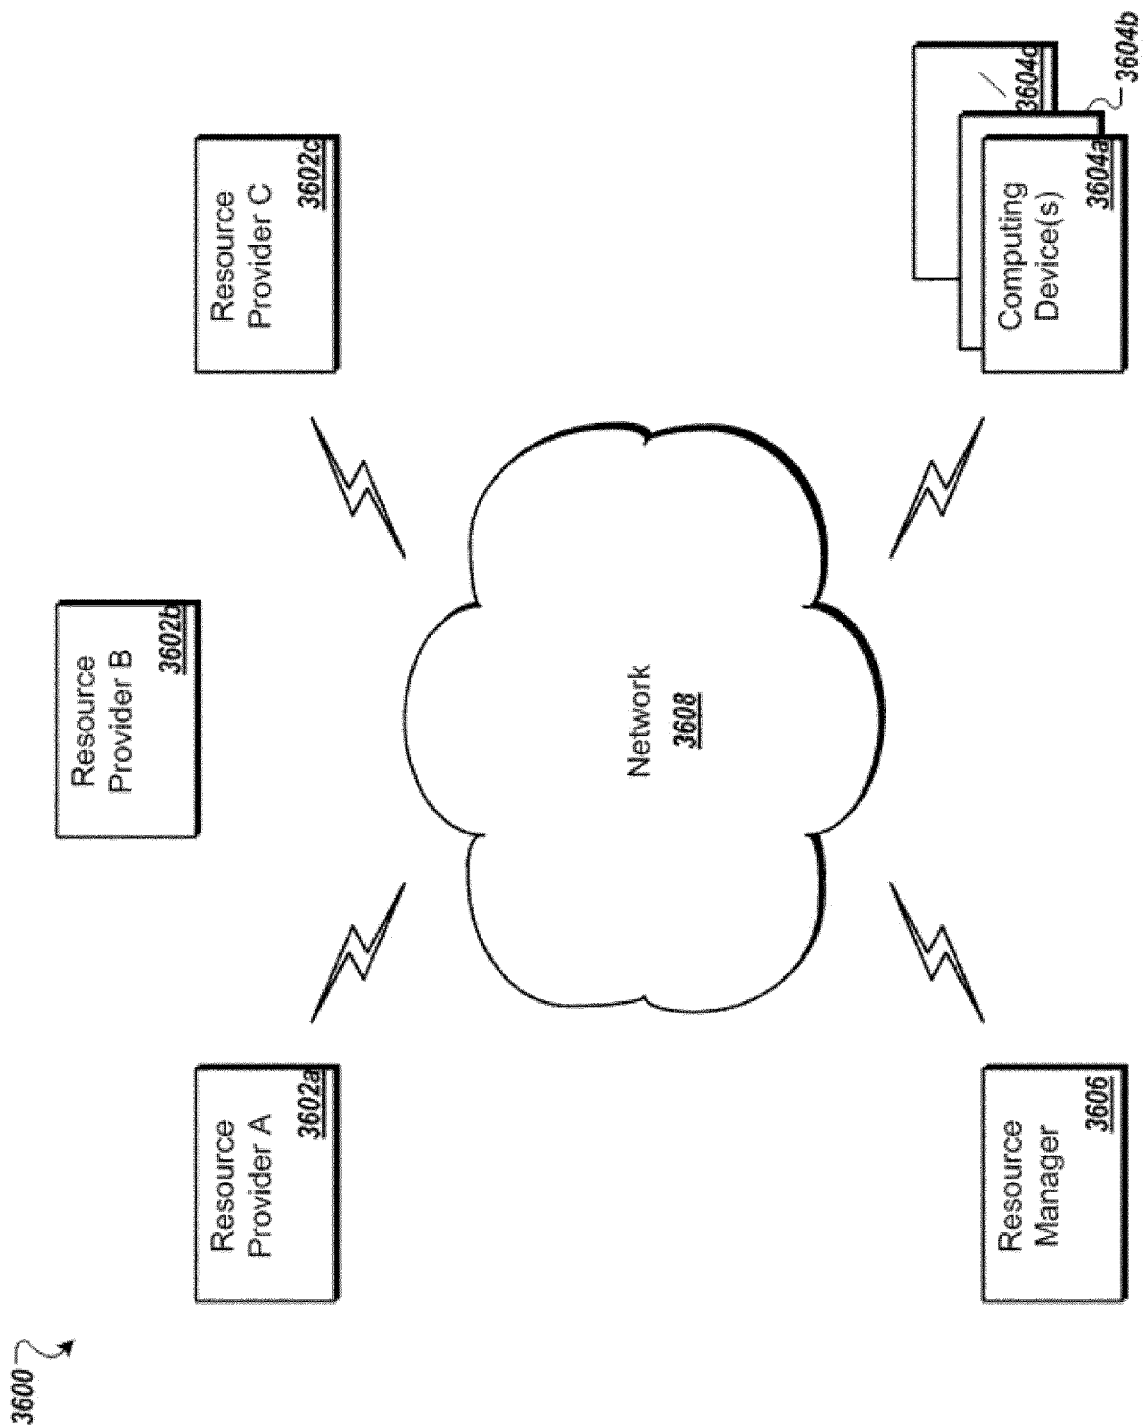 3600
Resource
Provider A
3602a
Resource
Provider B
3602b
Resource
Provider C
3602c
Network
3608
Resource
Manager
3606
Computing
Device(s)
3604a
3604b
3604c